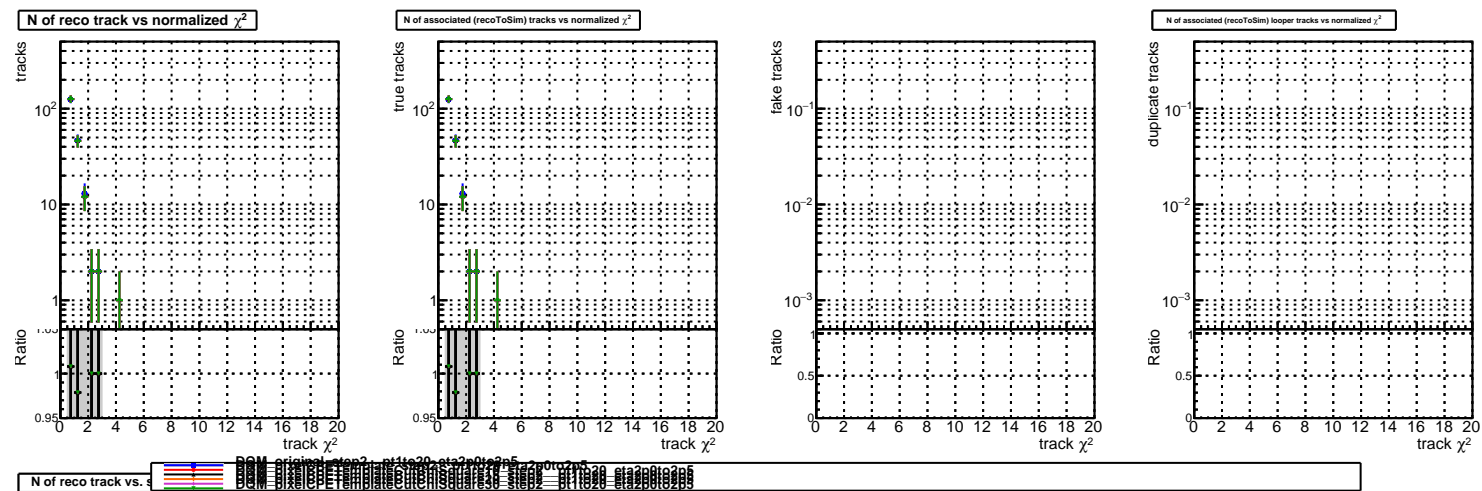 N of reco track vs normalized χ²
N of associated (recoToSim) tracks vs normalized χ²
N of associated (recoToSim) looper tracks vs normalized χ²
tracks
10²
10
1
Ratio
1.05
1
0.95
0 2 4 6 8 10 12 14 16 18 20
track χ²
true tracks
10²
10
1
Ratio
1.05
1
0.95
0 2 4 6 8 10 12 14 16 18 20
track χ²
fake tracks
10⁻¹
10⁻²
10⁻³
Ratio
1
0.5
0
0 2 4 6 8 10 12 14 16 18 20
track χ²
duplicate tracks
10⁻¹
10⁻²
10⁻³
Ratio
1
0.5
0
0 2 4 6 8 10 12 14 16 18 20
track χ²
N of reco track vs. s
DQM_original_step2__pt1to20_eta2p0to2p5